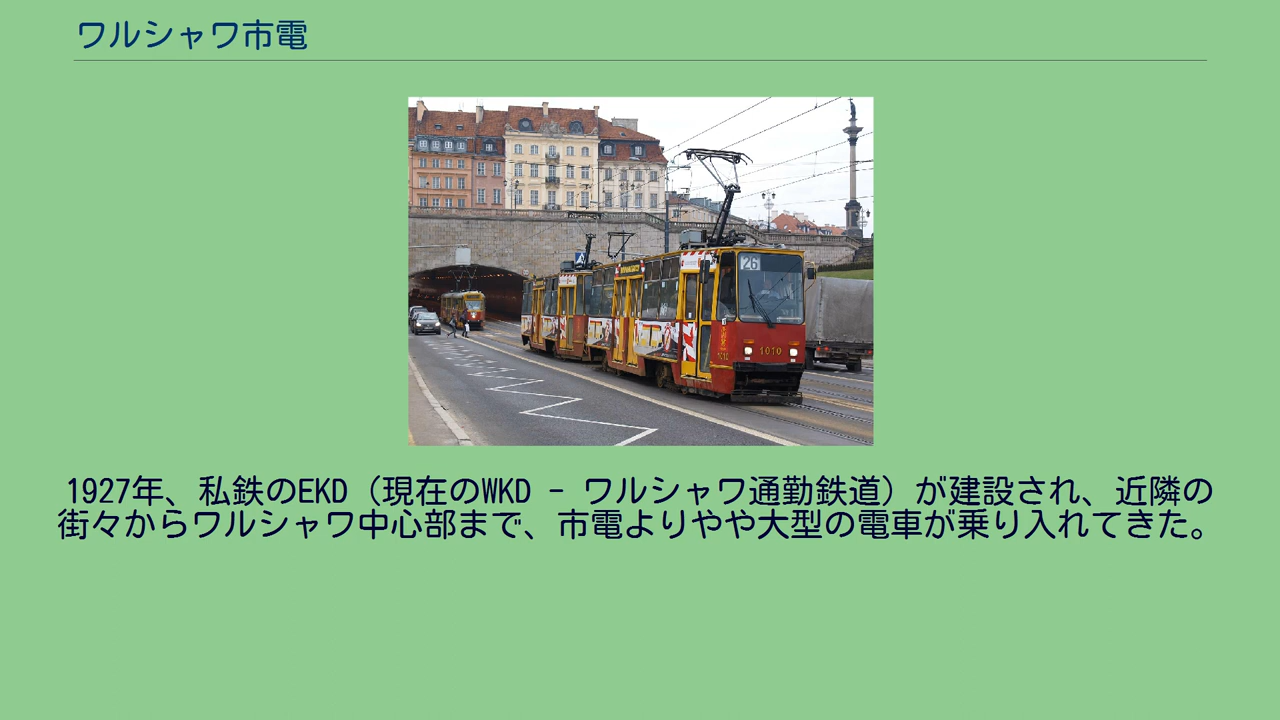 ワルシャワ市電
26
1010
1927年、私鉄のEKD（現在のWKD - ワルシャワ通勤鉄道）が建設され、近隣の
街々からワルシャワ中心部まで、市電よりやや大型の電車が乗り入れてきた。